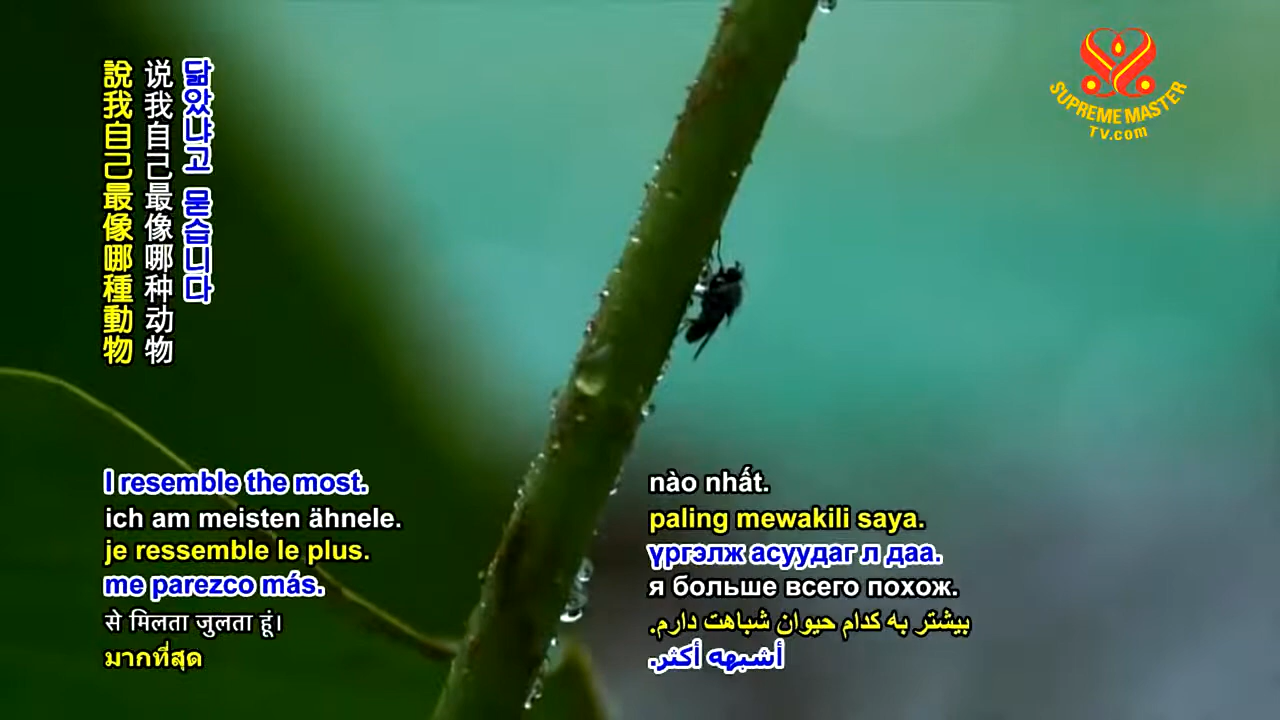 닮았냐고 묻습니다
说我自己最像哪种动物
說我自己最像哪種動物
SUPREME MASTER
TV.com
I resemble the most.
ich am meisten ähnele.
je ressemble le plus.
me parezco más.
से मिलता जुलता हूं।
มากที่สุด
nào nhất.
paling mewakili saya.
үргэлж асуудаг л даа.
я больше всего похож.
بیشتر به کدام حیوان شباهت دارم.
أشبهه أكثر.